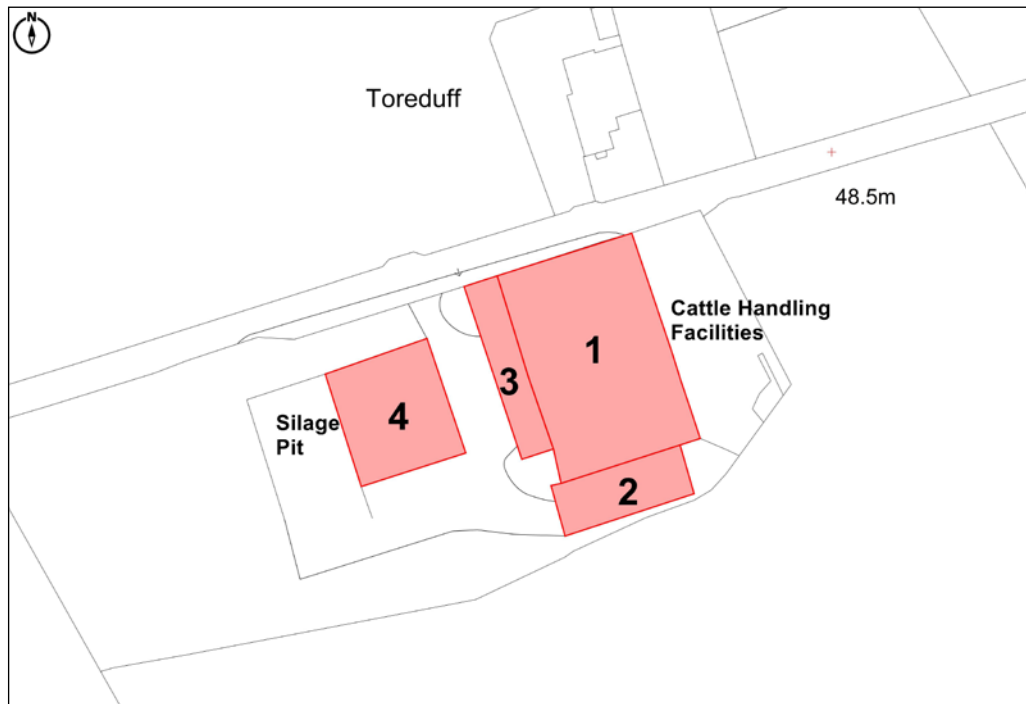 N
Toreduff
48.5m
Cattle Handling
Facilities
1
3
4
Silage
Pit
2